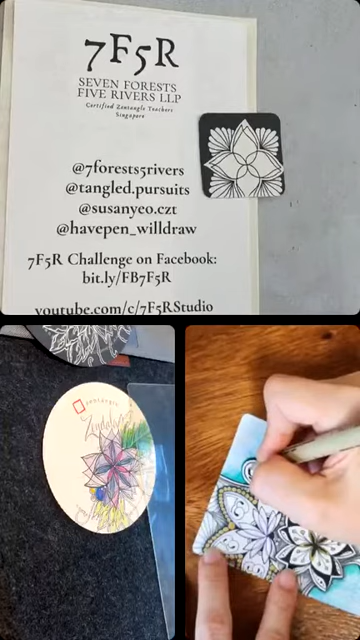 7F5R
SEVEN FORESTS
FIVE RIVERS LLP
Certified Zentangle Teachers
Singapore
@7forests5rivers
@tangled.pursuits
@susanyeo.czt
@havepen_willdraw
7F5R Challenge on Facebook:
bit.ly/FB7F5R
youtube.com/c/7F5RStudio
zentangle